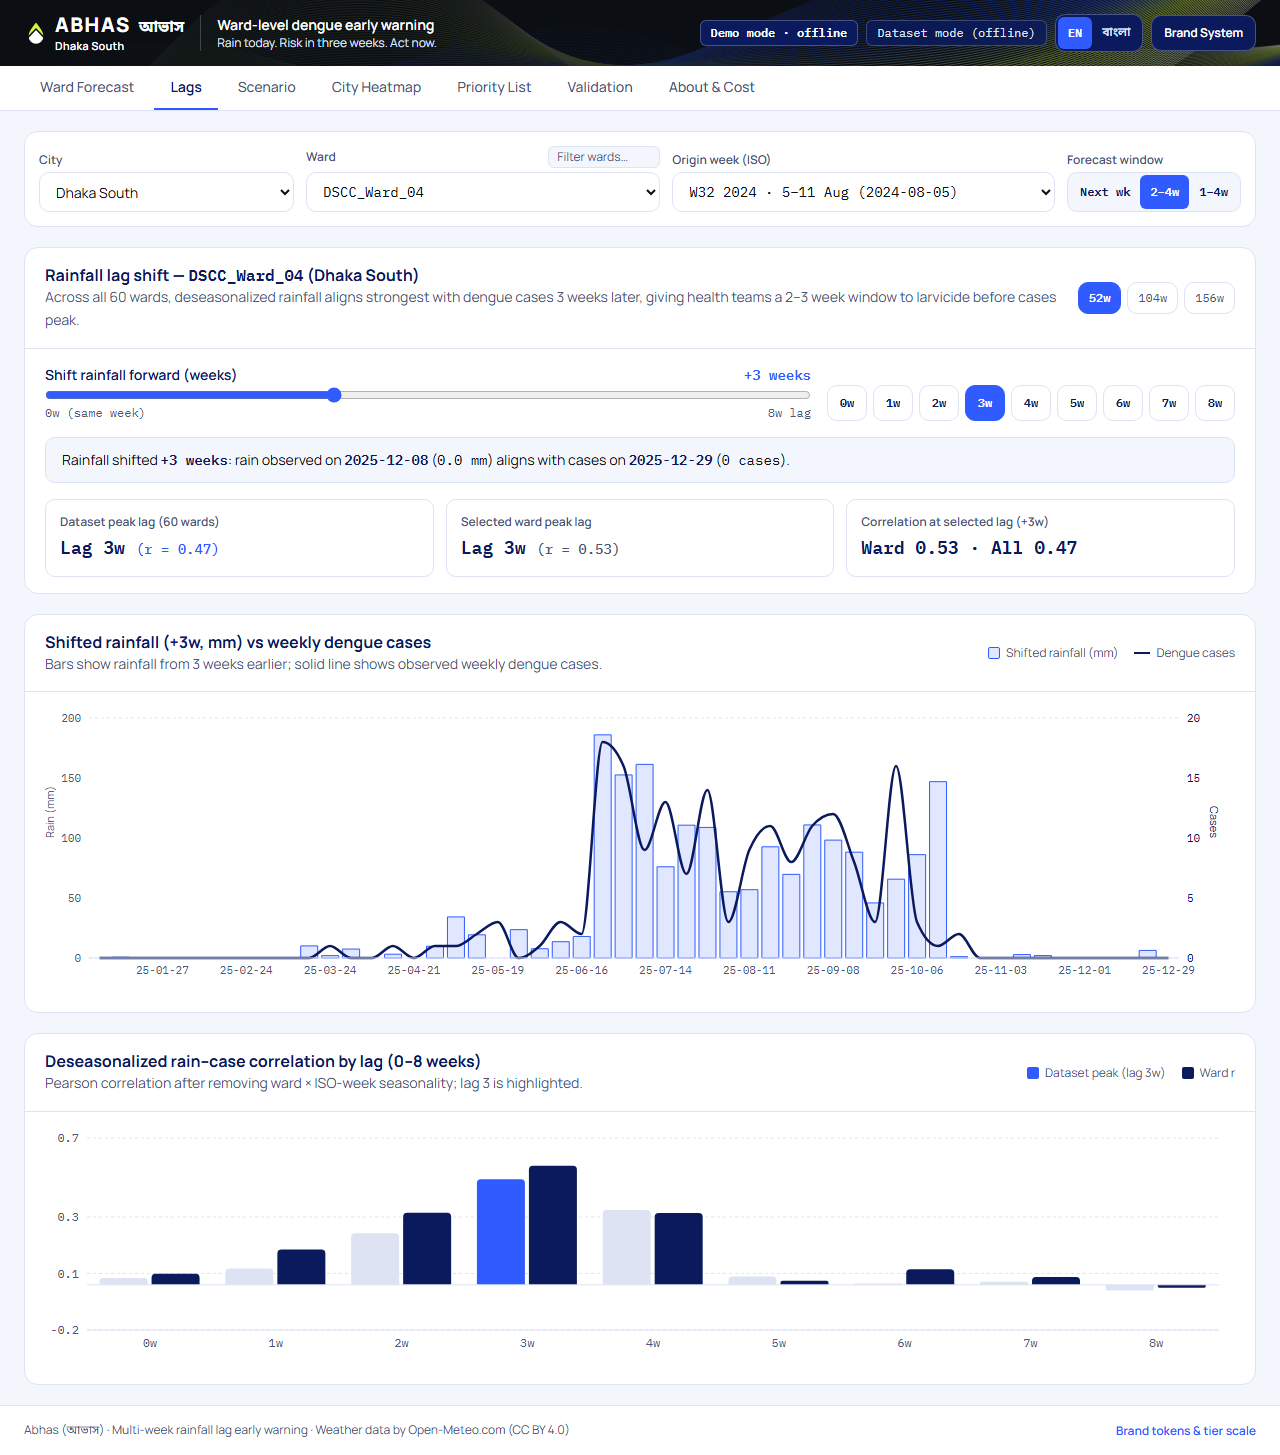 ABHAS আভাস
Dhaka South
Ward-level dengue early warning
Rain today. Risk in three weeks. Act now.
Demo mode · offline
Dataset mode (offline)
EN
বাংলা
Brand System
Ward Forecast
Lags
Scenario
City Heatmap
Priority List
Validation
About & Cost
City
Ward
Filter wards…
Origin week (ISO)
Forecast window
Dhaka South
DSCC_Ward_04
W32 2024 · 5–11 Aug (2024-08-05)
Next wk
2–4w
1–4w
Rainfall lag shift — DSCC_Ward_04 (Dhaka South)
Across all 60 wards, deseasonalized rainfall aligns strongest with dengue cases 3 weeks later, giving health teams a 2–3 week window to larvicide before cases
peak.
52w
104w
156w
Shift rainfall forward (weeks)
+3 weeks
0w (same week)
8w lag
0w
1w
2w
3w
4w
5w
6w
7w
8w
Rainfall shifted +3 weeks: rain observed on 2025-12-08 (0.0 mm) aligns with cases on 2025-12-29 (0 cases).
Dataset peak lag (60 wards)
Lag 3w (r = 0.47)
Selected ward peak lag
Lag 3w (r = 0.53)
Correlation at selected lag (+3w)
Ward 0.53 · All 0.47
Shifted rainfall (+3w, mm) vs weekly dengue cases
Bars show rainfall from 3 weeks earlier; solid line shows observed weekly dengue cases.
Shifted rainfall (mm)
Dengue cases
200
150
100
50
0
Rain (mm)
20
15
10
5
0
Cases
25-01-27
25-02-24
25-03-24
25-04-21
25-05-19
25-06-16
25-07-14
25-08-11
25-09-08
25-10-06
25-11-03
25-12-01
25-12-29
Deseasonalized rain–case correlation by lag (0–8 weeks)
Pearson correlation after removing ward × ISO-week seasonality; lag 3 is highlighted.
Dataset peak (lag 3w)
Ward r
0.7
0.3
0.1
-0.2
0w
1w
2w
3w
4w
5w
6w
7w
8w
Abhas (আভাস) · Multi-week rainfall lag early warning · Weather data by Open-Meteo.com (CC BY 4.0)
Brand tokens & tier scale